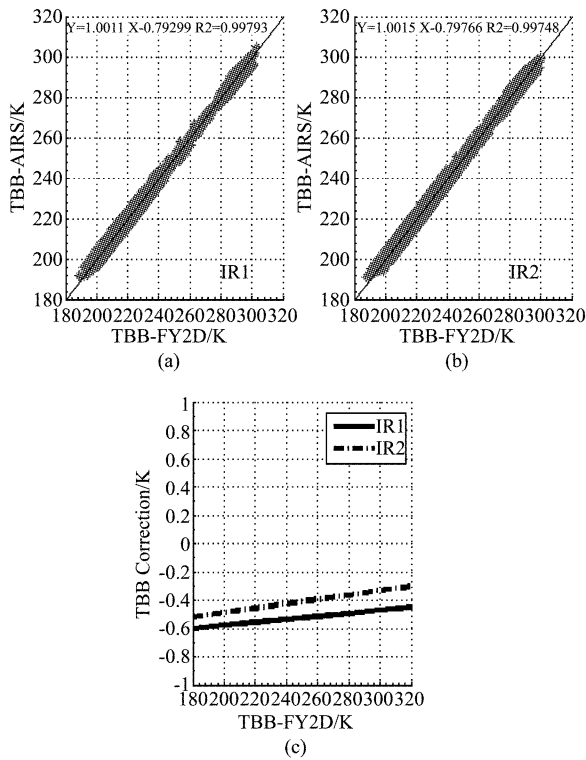 Y=1.0011 X-0.79299 R2=0.99793
320
300
280
260
240
220
200
180
TBB-AIRS/K
IR1
180200220240260280300320
TBB-FY2D/K
(a)
Y=1.0015 X-0.79766 R2=0.99748
320
300
280
260
240
220
200
180
TBB-AIRS/K
IR2
180200220240260280300320
TBB-FY2D/K
(b)
1
0.8
0.6
0.4
0.2
0
-0.2
-0.4
-0.6
-0.8
-1
TBB Correction/K
IR1
IR2
180200220240260280300320
TBB-FY2D/K
(c)